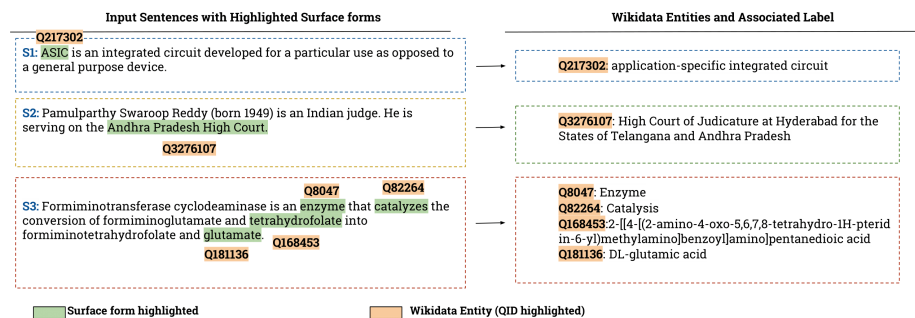 Input Sentences with Highlighted Surface forms
Wikidata Entities and Associated Label
Q217302
S1: ASIC is an integrated circuit developed for a particular use as opposed to
a general purpose device.
Q217302: application-specific integrated circuit
S2: Pamulparthy Swaroop Reddy (born 1949) is an Indian judge. He is
serving on the Andhra Pradesh High Court.
Q3276107
Q3276107: High Court of Judicature at Hyderabad for the
States of Telangana and Andhra Pradesh
Q8047
Q82264
S3: Formiminotransferase cyclodeaminase is an enzyme that catalyzes the
conversion of formiminoglutamate and tetrahydrofolate into
formiminotetrahydrofolate and glutamate.
Q168453
Q181136
Q8047: Enzyme
Q82264: Catalysis
Q168453:2-[[4-[(2-amino-4-oxo-5,6,7,8-tetrahydro-1H-pterid
in-6-yl)methylamino]benzoyl]amino]pentanedioic acid
Q181136: DL-glutamic acid
Surface form highlighted
Wikidata Entity (QID highlighted)